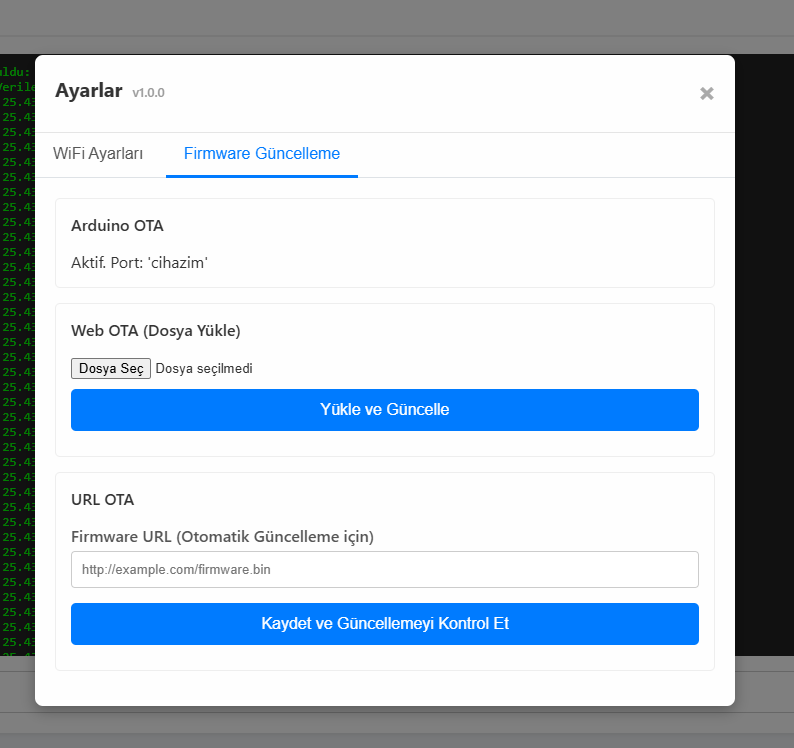 Ayarlar v1.0.0
×
WiFi Ayarları
Firmware Güncelleme
Arduino OTA
Aktif. Port: 'cihazim'
Web OTA (Dosya Yükle)
Dosya Seç Dosya seçilmedi
Yükle ve Güncelle
URL OTA
Firmware URL (Otomatik Güncelleme için)
http://example.com/firmware.bin
Kaydet ve Güncellemeyi Kontrol Et